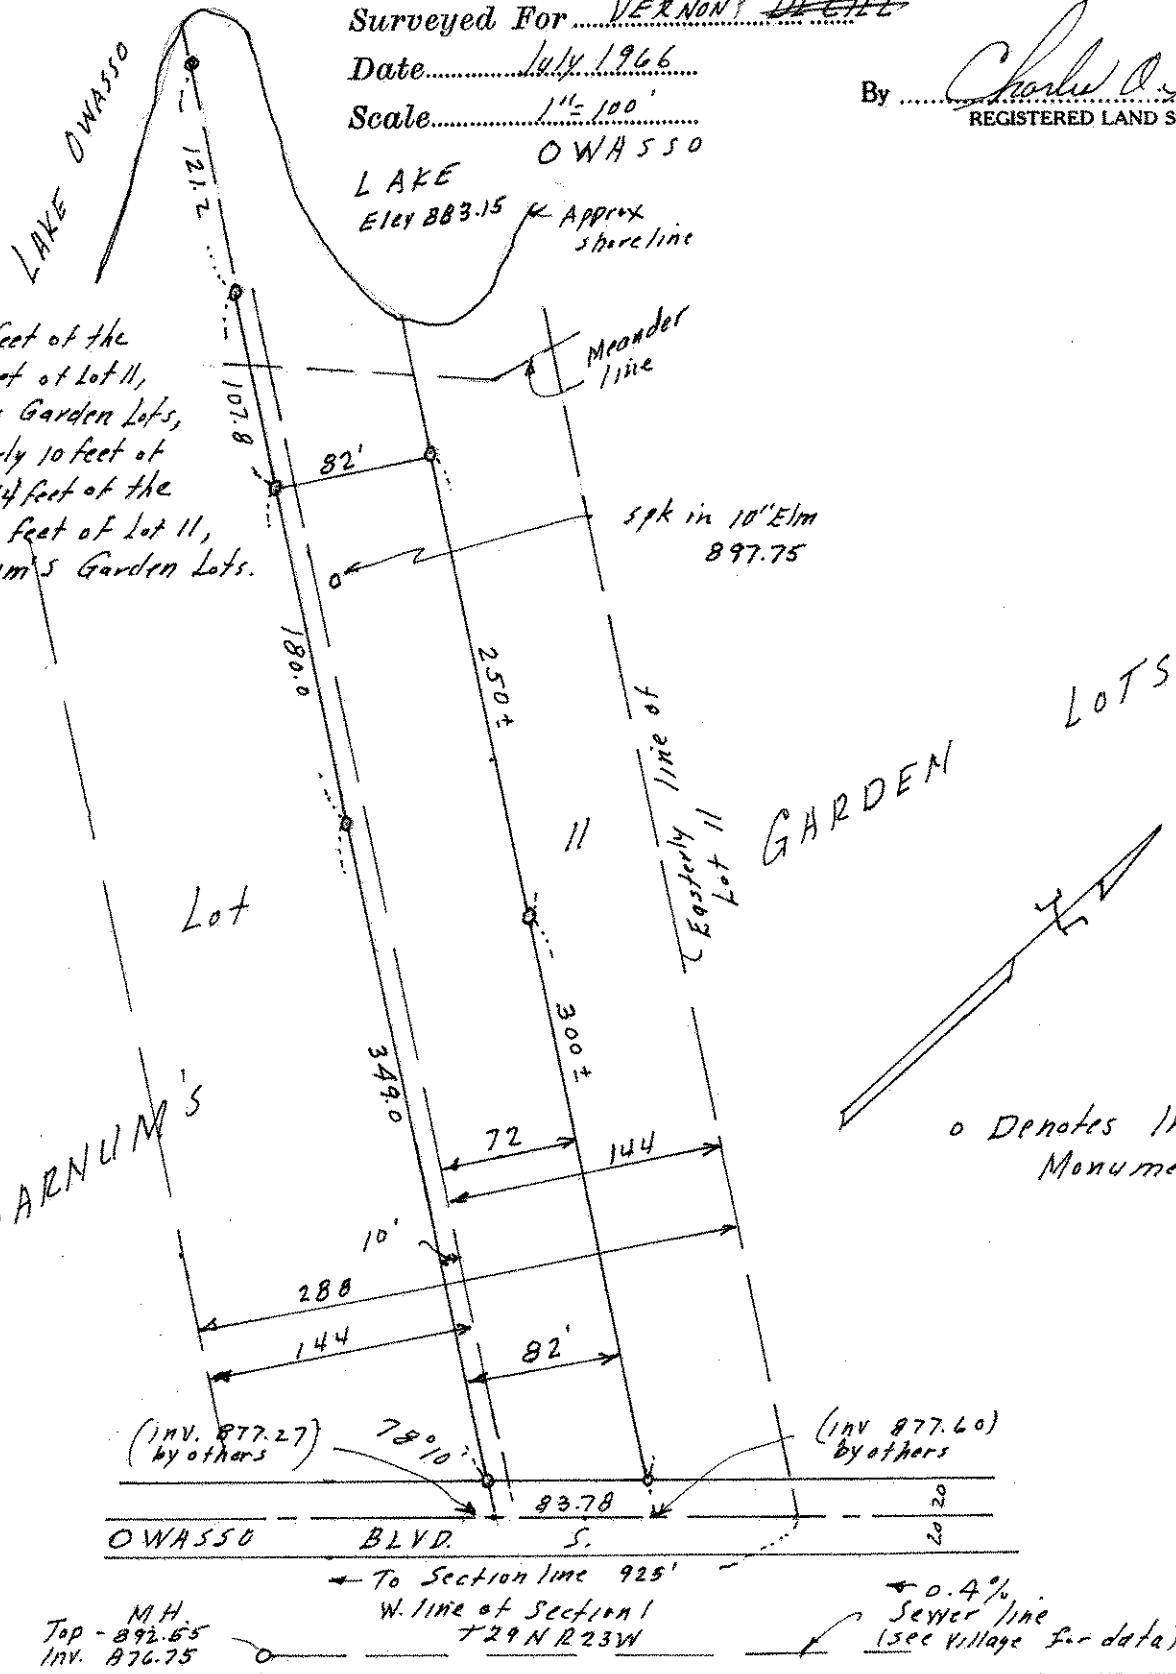 Surveyed For VERNON
Date July 1966
Scale 1"= 100'
By Charles O.
REGISTERED LAND S
LAKE OWASSO
OWASSO
LAKE
Elev 883.15
Approx
shoreline
Meander
line
121.2
107.8
82'
feet of the
et of Lot 11,
s Garden Lots,
rly 10 feet of
4 feet of the
feet of Lot 11,
um's Garden Lots.
spk in 10" Elm
897.75
180.0
250±
Easterly line of
Lot 11
11
GARDEN LOTS
Lot
349.0
300±
ARNUM'S
72
144
o Denotes
Monume
10'
288
144
82'
(Inv. 877.27)
by others
78°10'
(Inv 877.60)
by others
83.78
20 20
OWASSO BLVD. S.
To Section line 925'
W. line of Section 1
T29N R23W
0.4%
Sewer line
(see Village for data)
M.H.
Top - 892.55
Inv. 876.75